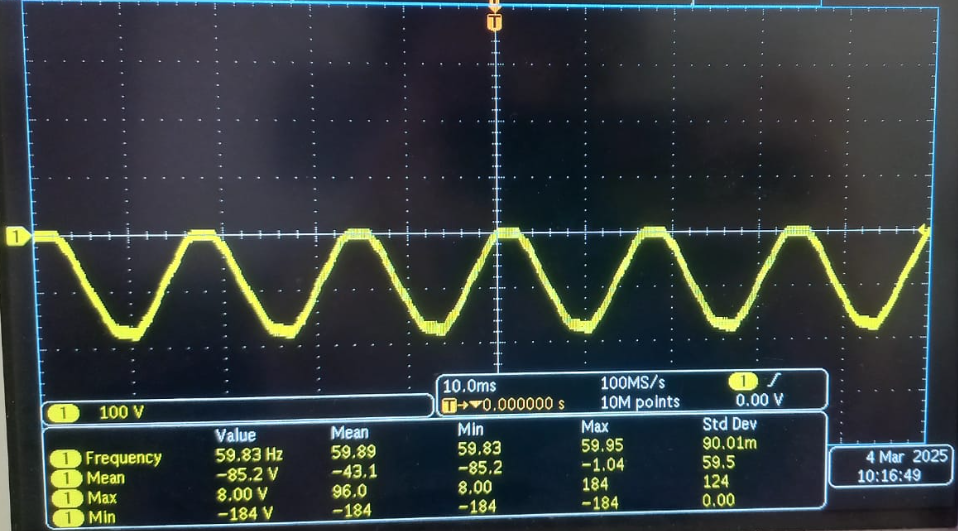 T
1
10.0ms 100MS/s 1
T→▼0.000000 s 10M points 0.00 V
1 100 V
Value Mean Min Max Std Dev
1 Frequency 59.83 Hz 59.89 59.83 59.95 90.01m
1 Mean −85.2 V −43.1 −85.2 −1.04 59.5
1 Max 8.00 V 96.0 8.00 184 124
1 Min −184 V −184 −184 −184 0.00
4 Mar 2025
10:16:49